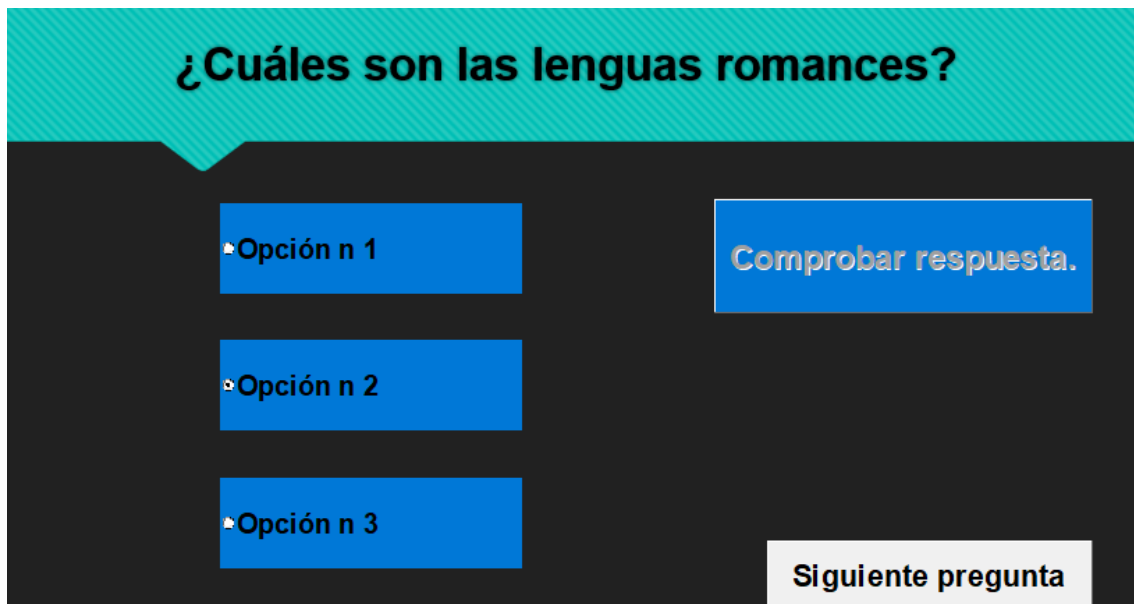 ¿Cuáles son las lenguas romances?
Opción n 1
Comprobar respuesta.
Opción n 2
Opción n 3
Siguiente pregunta